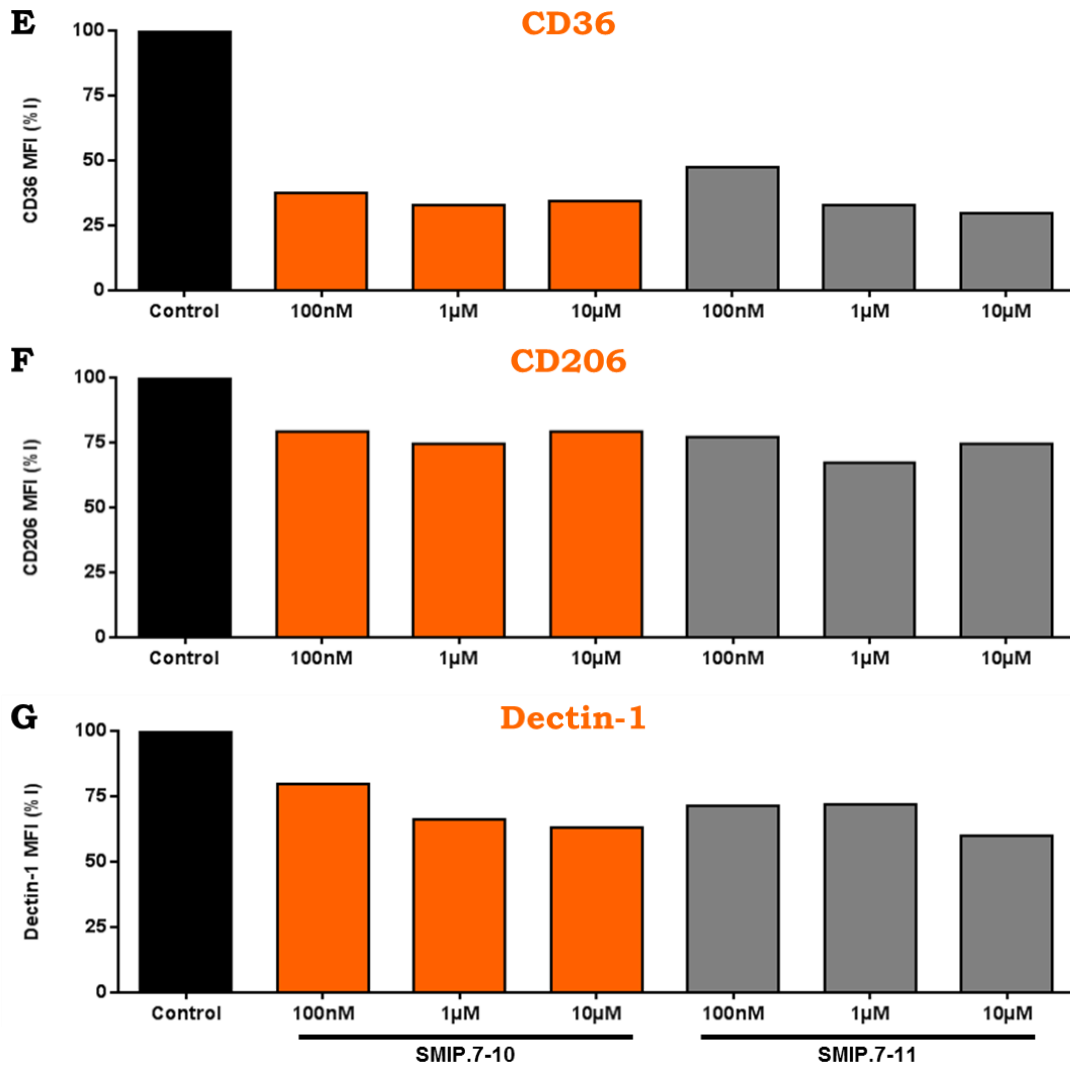 E
CD36
CD36 MFI (%I)
100
75
50
25
0
Control 100nM 1µM 10µM 100nM 1µM 10µM
F
CD206
CD206 MFI (%I)
100
75
50
25
0
Control 100nM 1µM 10µM 100nM 1µM 10µM
G
Dectin-1
Dectin-1 MFI (%I)
100
75
50
25
0
Control 100nM 1µM 10µM 100nM 1µM 10µM
SMIP.7-10 SMIP.7-11